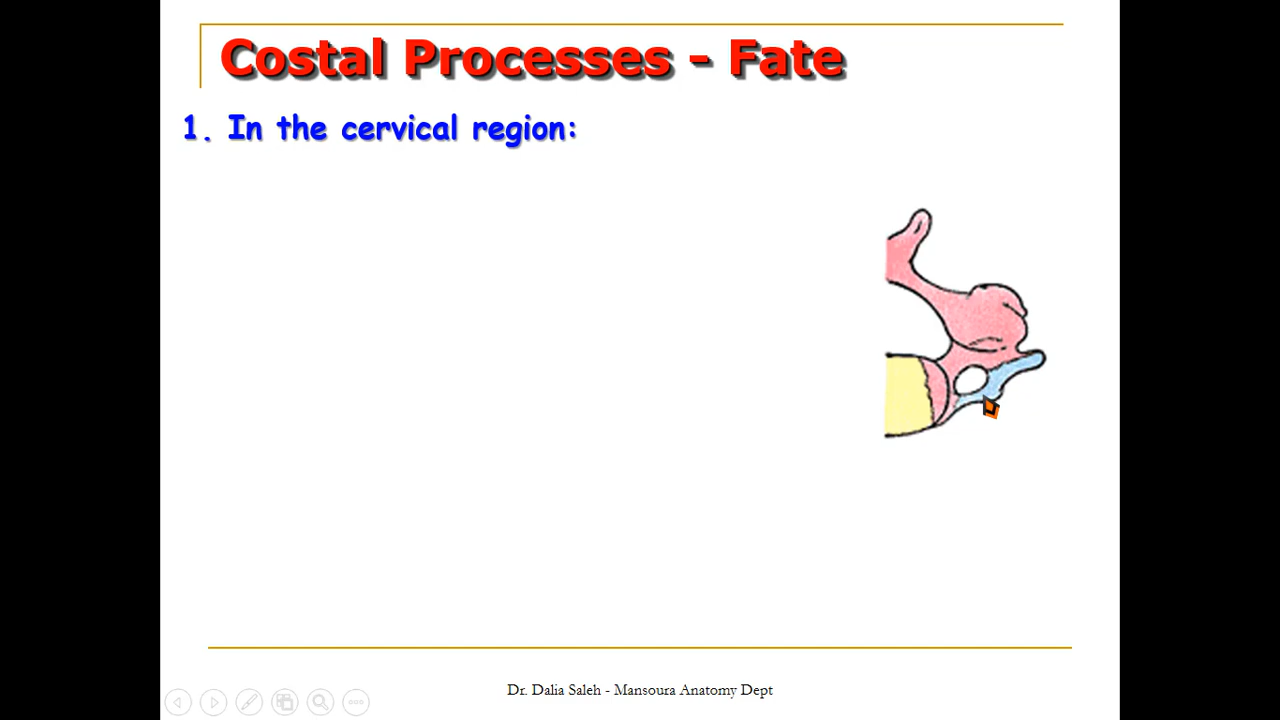 Costal Processes - Fate
1. In the cervical region:
Dr. Dalia Saleh - Mansoura Anatomy Dept